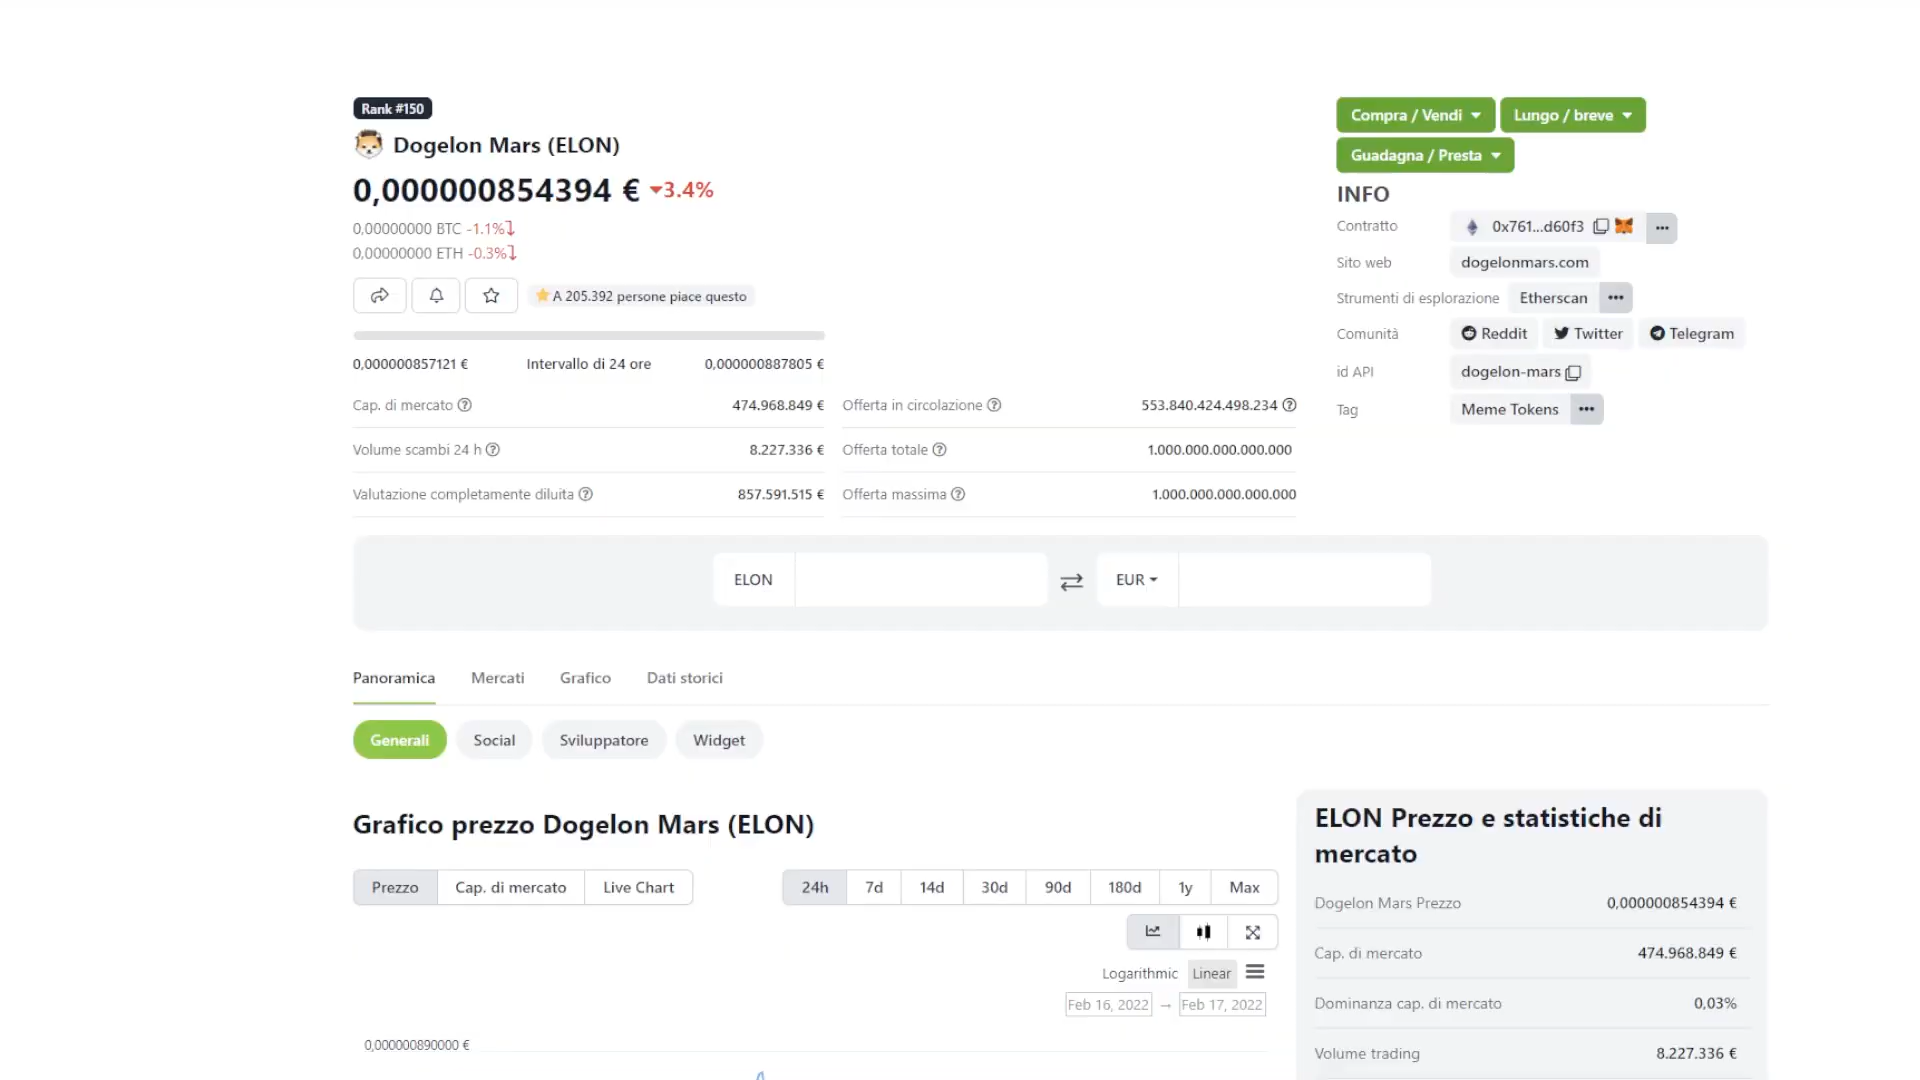 Rank #150
Dogelon Mars (ELON)
0,000000854394 € 3.4%
0,00000000 BTC -1.1%
0,00000000 ETH -0.3%
A 205.392 persone piace questo
0,000000857121 € Intervallo di 24 ore 0,000000887805 €
Cap. di mercato 474.968.849 €
Volume scambi 24 h 8.227.336 €
Valutazione completamente diluita 857.591.515 €
Offerta in circolazione 553.840.424.498.234
Offerta totale 1.000.000.000.000.000
Offerta massima 1.000.000.000.000.000
Compra / Vendi Lungo / breve
Guadagna / Presta
INFO
Contratto 0x761...d60f3 ...
Sito web dogelonmars.com
Strumenti di esplorazione Etherscan ...
Comunità Reddit Twitter Telegram
id API dogelon-mars
Tag Meme Tokens ...
ELON EUR
Panoramica Mercati Grafico Dati storici
Generali Social Sviluppatore Widget
Grafico prezzo Dogelon Mars (ELON)
Prezzo Cap. di mercato Live Chart 24h 7d 14d 30d 90d 180d 1y Max
Logarithmic Linear
Feb 16, 2022 → Feb 17, 2022
0,000000890000 €
ELON Prezzo e statistiche di
mercato
Dogelon Mars Prezzo 0,000000854394 €
Cap. di mercato 474.968.849 €
Dominanza cap. di mercato 0,03%
Volume trading 8.227.336 €